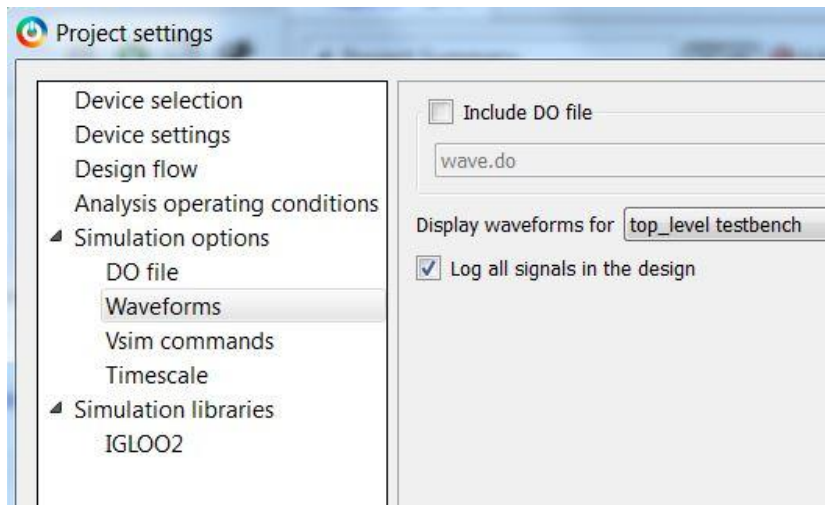 Project settings
Device selection
Device settings
Design flow
Analysis operating conditions
Simulation options
DO file
Waveforms
Vsim commands
Timescale
Simulation libraries
IGLOO2
Include DO file
wave.do
Display waveforms for top_level testbench
Log all signals in the design